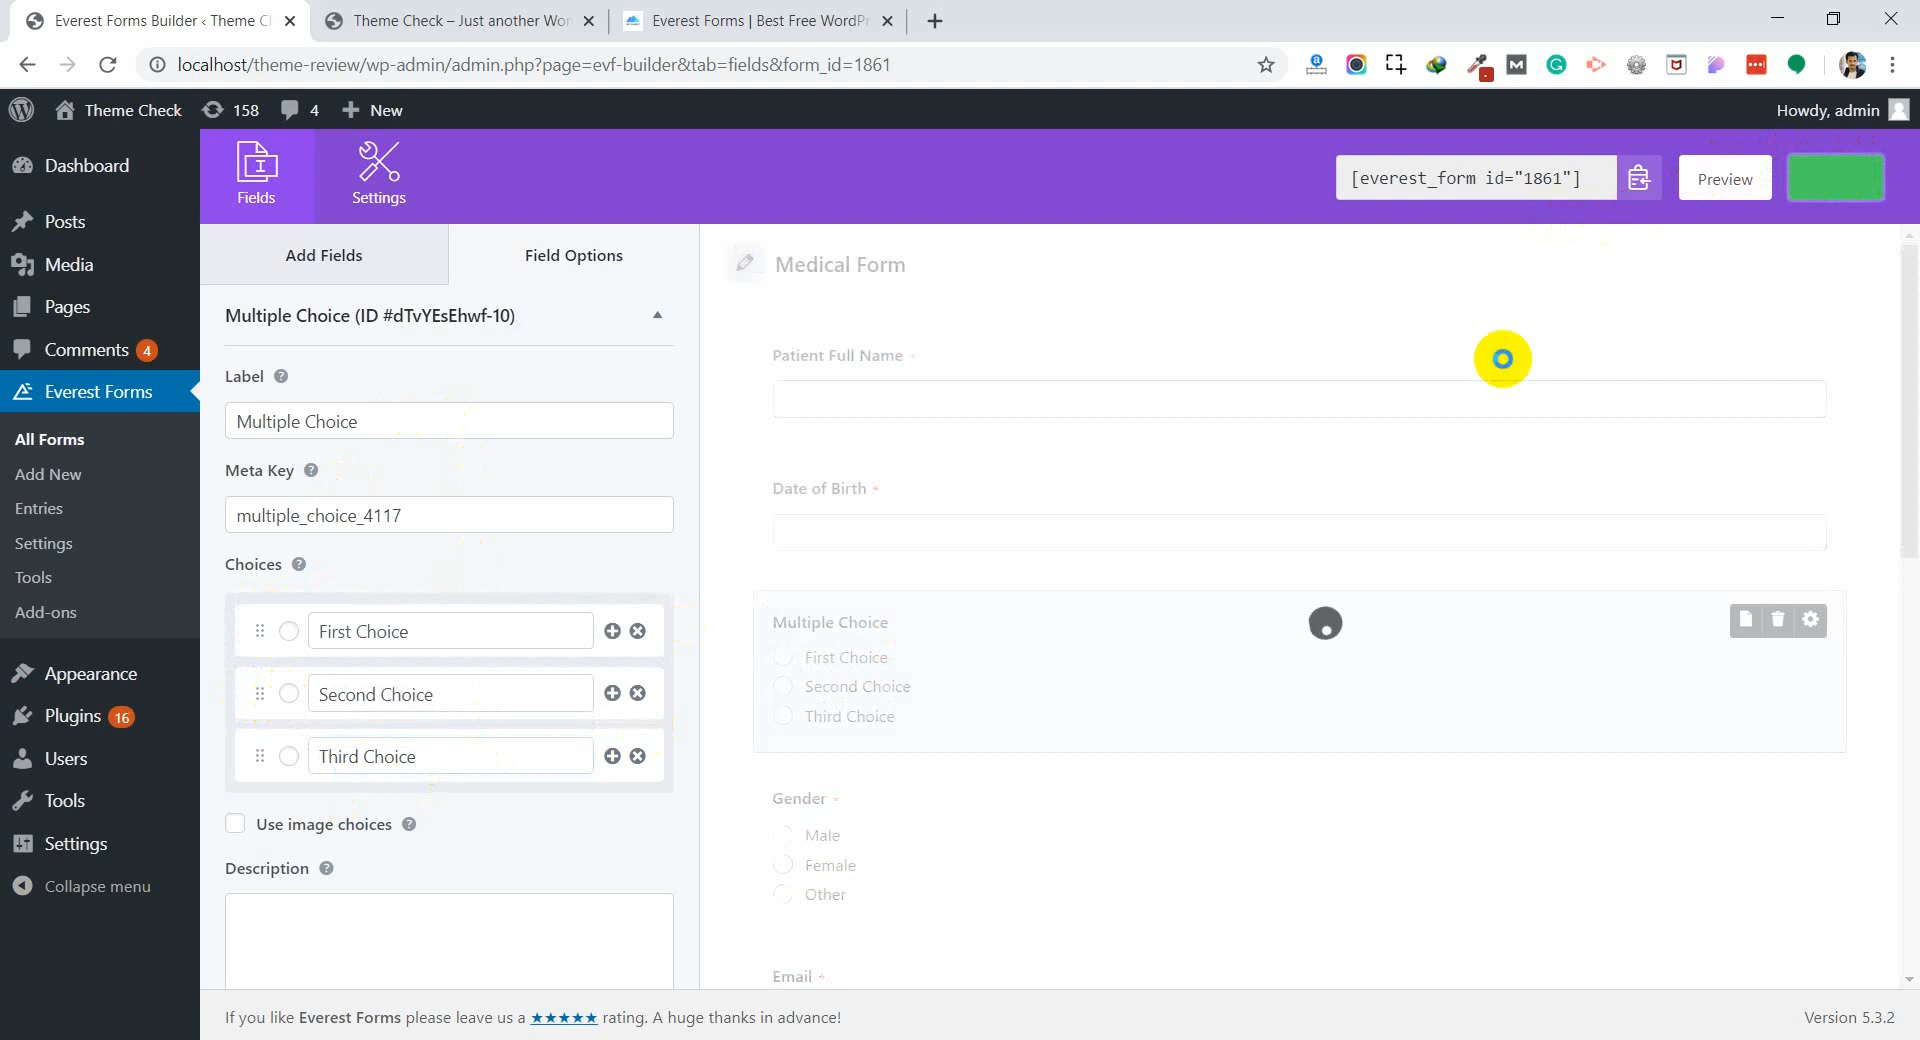 Everest Forms Builder ‹ Theme Cl
Theme Check – Just another Wor
Everest Forms | Best Free WordPr
localhost/theme-review/wp-admin/admin.php?page=evf-builder&tab=fields&form_id=1861
Theme Check
158
4
New
Howdy, admin
Dashboard
Posts
Media
Pages
Comments 4
Everest Forms
All Forms
Add New
Entries
Settings
Tools
Add-ons
Appearance
Plugins 16
Users
Tools
Settings
Collapse menu
Fields
Settings
[everest_form id="1861"]
Preview
Add Fields
Field Options
Multiple Choice (ID #dTvYEsEhwf-10)
Label
Multiple Choice
Meta Key
multiple_choice_4117
Choices
First Choice
Second Choice
Third Choice
Use image choices
Description
Medical Form
Patient Full Name *
Date of Birth *
Multiple Choice
First Choice
Second Choice
Third Choice
Gender *
Male
Female
Other
Email *
If you like Everest Forms please leave us a ★★★★★ rating. A huge thanks in advance!
Version 5.3.2